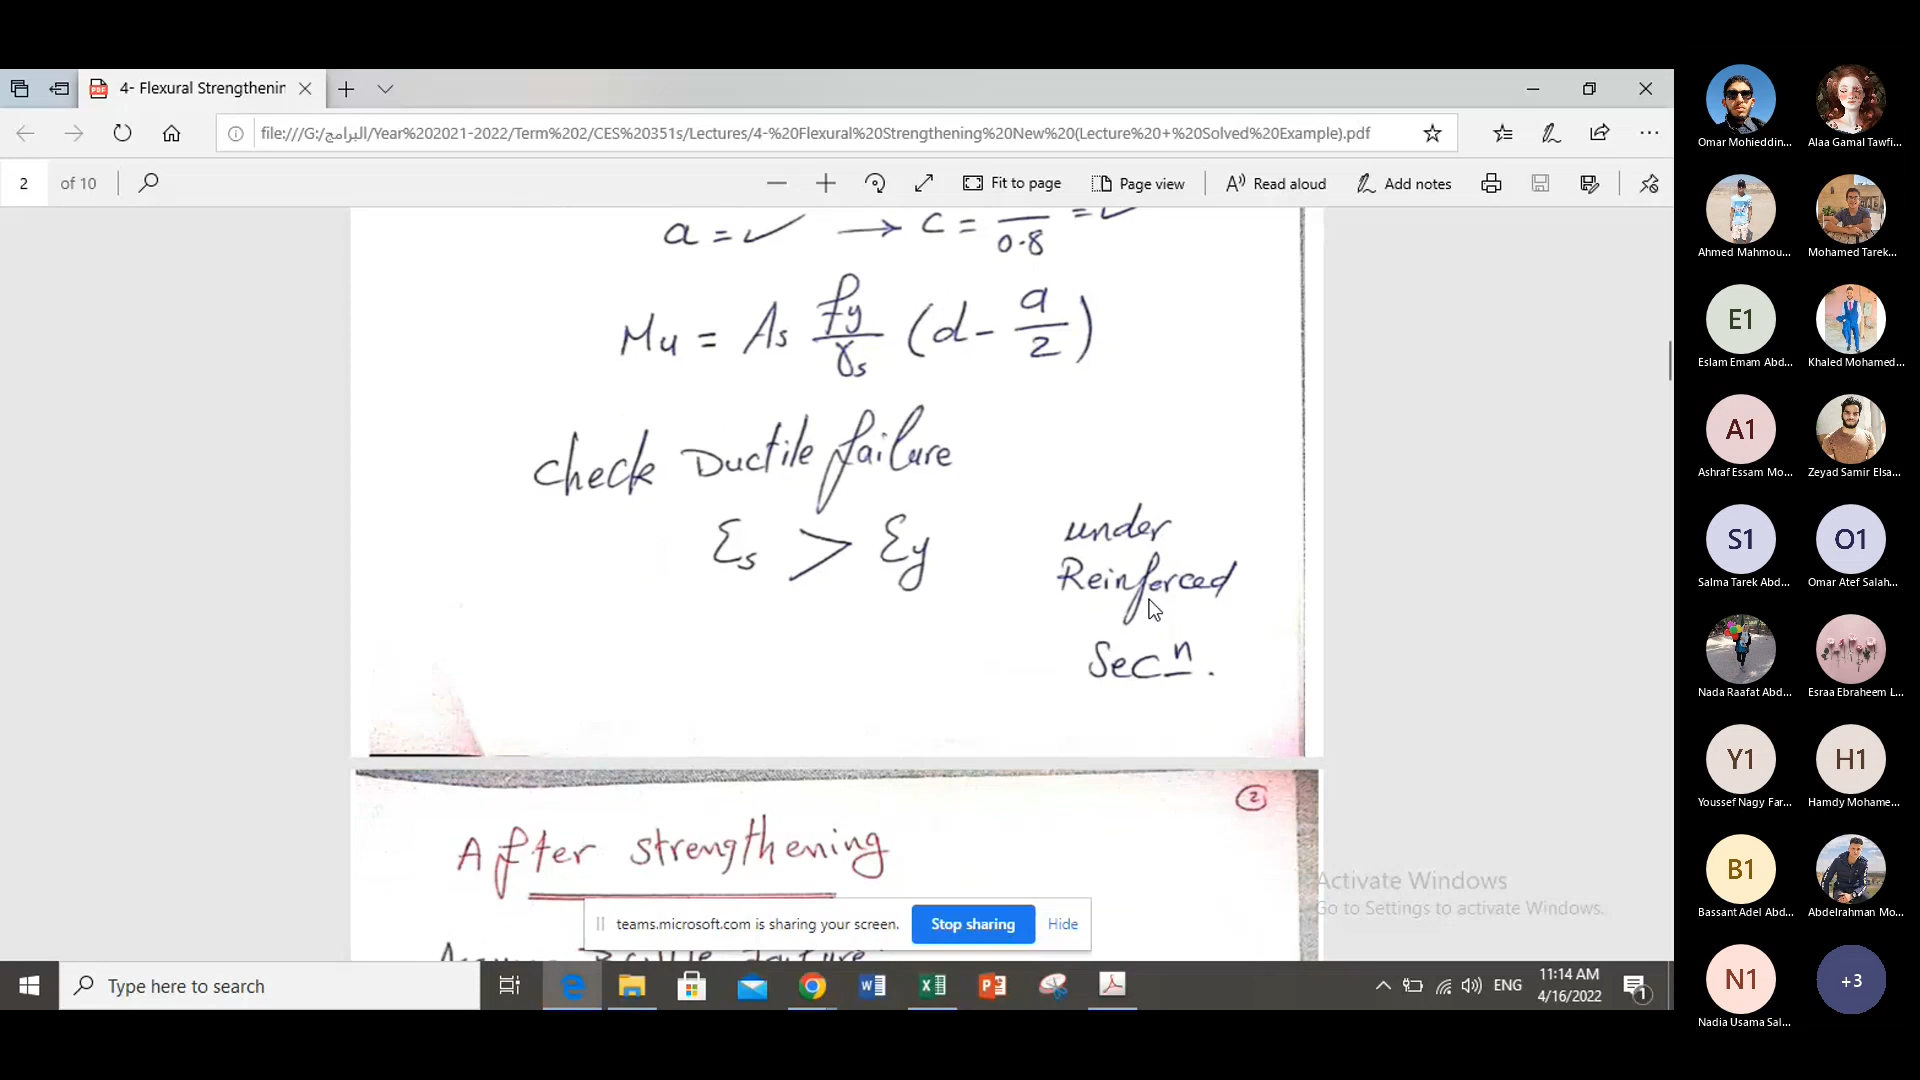 4- Flexural Strengthenin
file:///G:/البرامج/Year%202021-2022/Term%202/CES%20351s/Lectures/4-%20Flexural%20Strengthening%20New%20(Lecture%20+%20Solved%20Example).pdf
2 of 10
Fit to page
Page view
Read aloud
Add notes
a = ✓ → c = — = ✓
0.8
Mu = As fy/γs (d - a/2)
check Ductile failure
εs > εy
under
Reinforced
Secn.
2
After strengthening
teams.microsoft.com is sharing your screen.
Stop sharing
Hide
Activate Windows
Go to Settings to activate Windows.
Type here to search
ENG
11:14 AM
4/16/2022
1
Omar Mohieddin...
Alaa Gamal Tawfi...
Ahmed Mahmou...
Mohamed Tarek...
E1
Eslam Emam Abd...
Khaled Mohamed...
A1
Ashraf Essam Mo...
Zeyad Samir Elsa...
S1
Salma Tarek Abd...
O1
Omar Atef Salah...
Nada Raafat Abd...
Esraa Ebraheem L...
Y1
Youssef Nagy Far...
H1
Hamdy Mohame...
B1
Bassant Adel Abd...
Abdelrahman Mo...
N1
Nadia Usama Sal...
+3